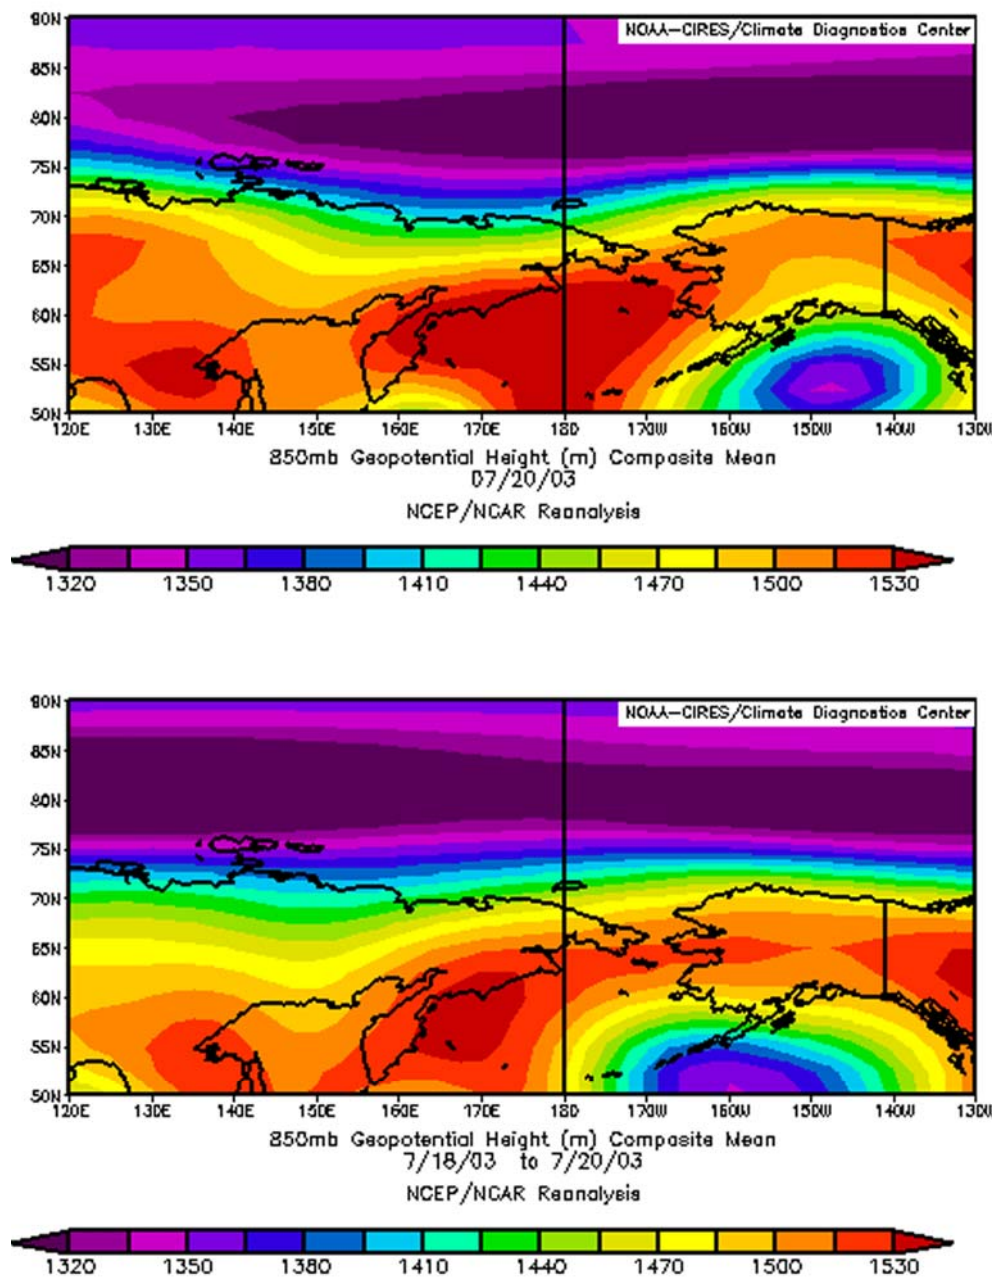 90N
NOAA-CIRES/Climate Diagnostics Center
85N
80N
75N
70N
65N
60N
55N
50N
120E 130E 140E 150E 160E 170E 180 170W 160W 150W 140W 130W
850mb Geopotential Height (m) Composite Mean
07/20/03
NCEP/NCAR Reanalysis
1320 1350 1380 1410 1440 1470 1500 1530
90N
NOAA-CIRES/Climate Diagnostics Center
85N
80N
75N
70N
65N
60N
55N
50N
120E 130E 140E 150E 160E 170E 180 170W 160W 150W 140W 130W
850mb Geopotential Height (m) Composite Mean
7/18/03 to 7/20/03
NCEP/NCAR Reanalysis
1320 1350 1380 1410 1440 1470 1500 1530